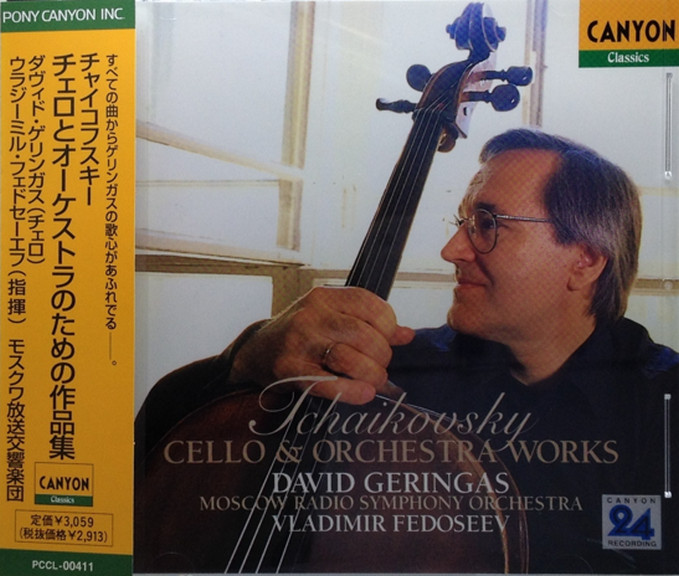 PONY CANYON INC.
すべての曲からゲリンガスの歌心があふれでる──。
チャイコフスキー
チェロとオーケストラのための作品集
ダヴィド・ゲリンガス(チェロ)
ウラジーミル・フェドセーエフ(指揮) モスクワ放送交響楽団
CANYON
Classics
定価¥3,059
(税抜価格¥2,913)
PCCL-00411
CANYON
Classics
Tchaikovsky
CELLO & ORCHESTRA WORKS
DAVID GERINGAS
MOSCOW RADIO SYMPHONY ORCHESTRA
VLADIMIR FEDOSEEV
CANYON
24
RECORDING